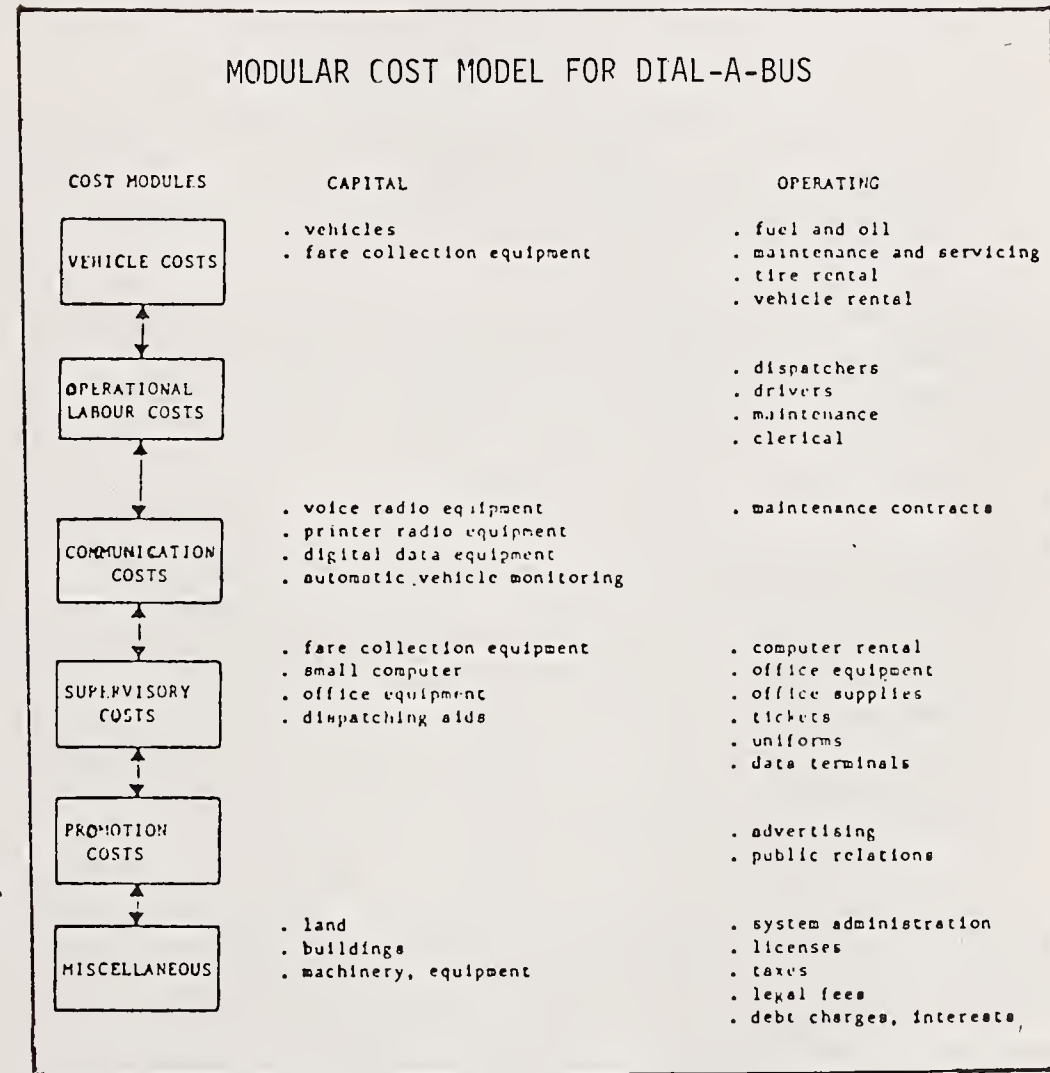 MODULAR COST MODEL FOR DIAL-A-BUS
COST MODULES CAPITAL OPERATING
VEHICLE COSTS
. vehicles
. fare collection equipment
. fuel and oil
. maintenance and servicing
. tire rental
. vehicle rental
OPERATIONAL
LABOUR COSTS
. dispatchers
. drivers
. maintenance
. clerical
COMMUNICATION
COSTS
. voice radio equipment
. printer radio equipment
. digital data equipment
. automatic vehicle monitoring
. maintenance contracts
SUPERVISORY
COSTS
. fare collection equipment
. small computer
. office equipment
. dispatching aids
. computer rental
. office equipment
. office supplies
. tickets
. uniforms
. data terminals
PROMOTION
COSTS
. advertising
. public relations
MISCELLANEOUS
. land
. buildings
. machinery, equipment
. system administration
. licenses
. taxes
. legal fees
. debt charges, interests